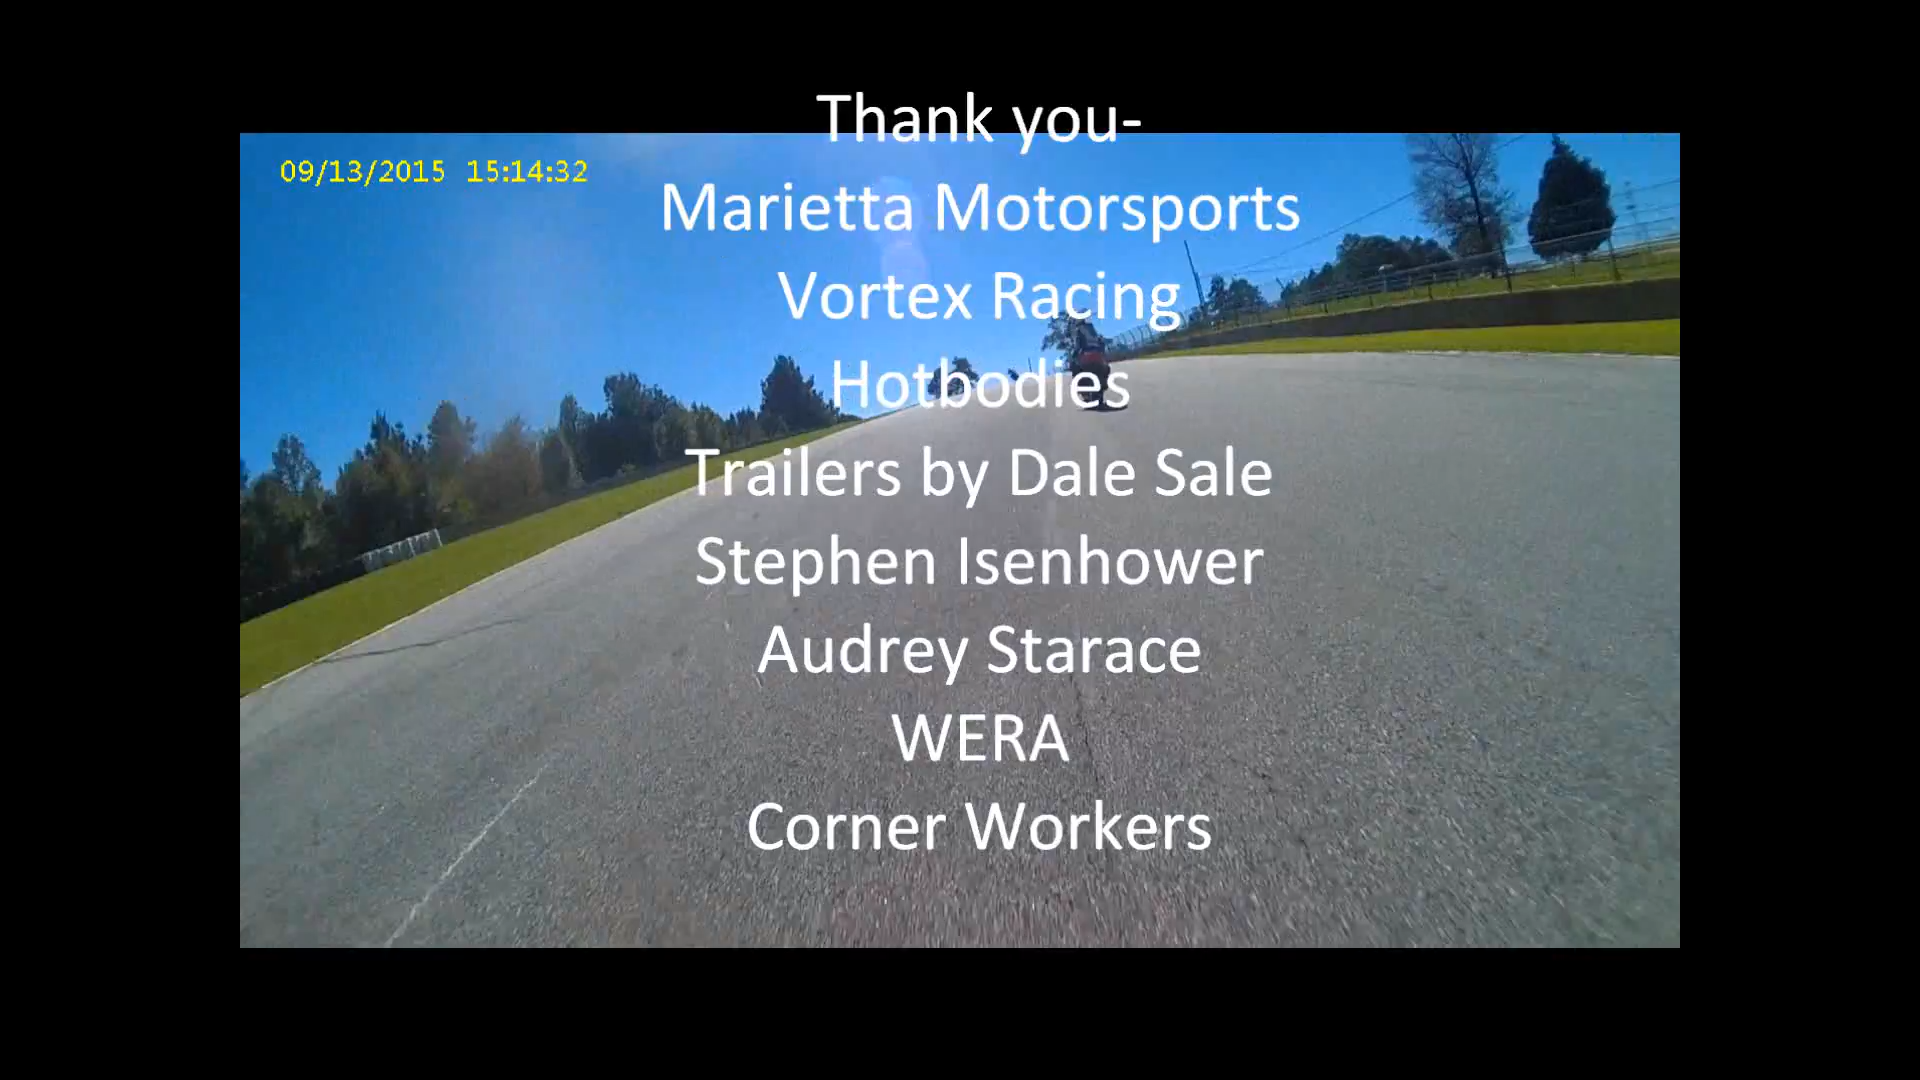 Thank you-
09/13/2015 15:14:32
Marietta Motorsports
Vortex Racing
Hotbodies
Trailers by Dale Sale
Stephen Isenhower
Audrey Starace
WERA
Corner Workers